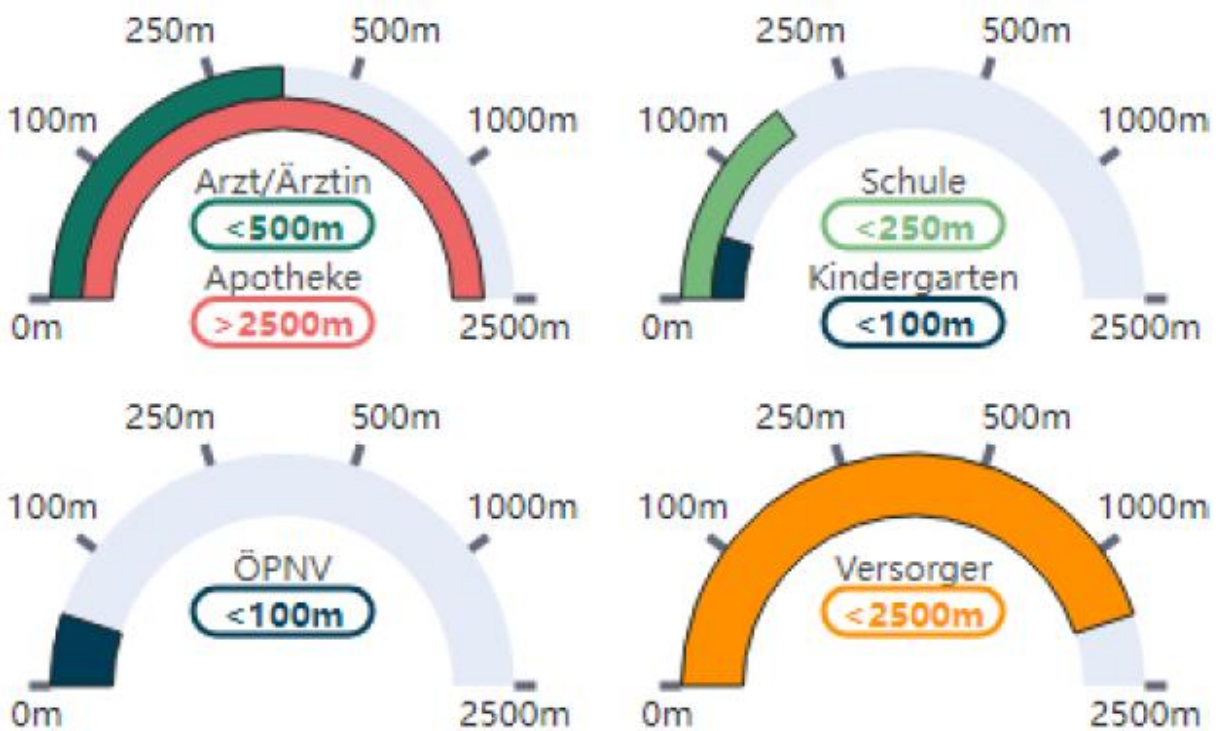 250m 500m
100m 1000m
Arzt/Ärztin
<500m
Apotheke
>2500m
0m 2500m
250m 500m
100m 1000m
Schule
<250m
Kindergarten
<100m
0m 2500m
250m 500m
100m 1000m
ÖPNV
<100m
0m 2500m
250m 500m
100m 1000m
Versorger
<2500m
0m 2500m